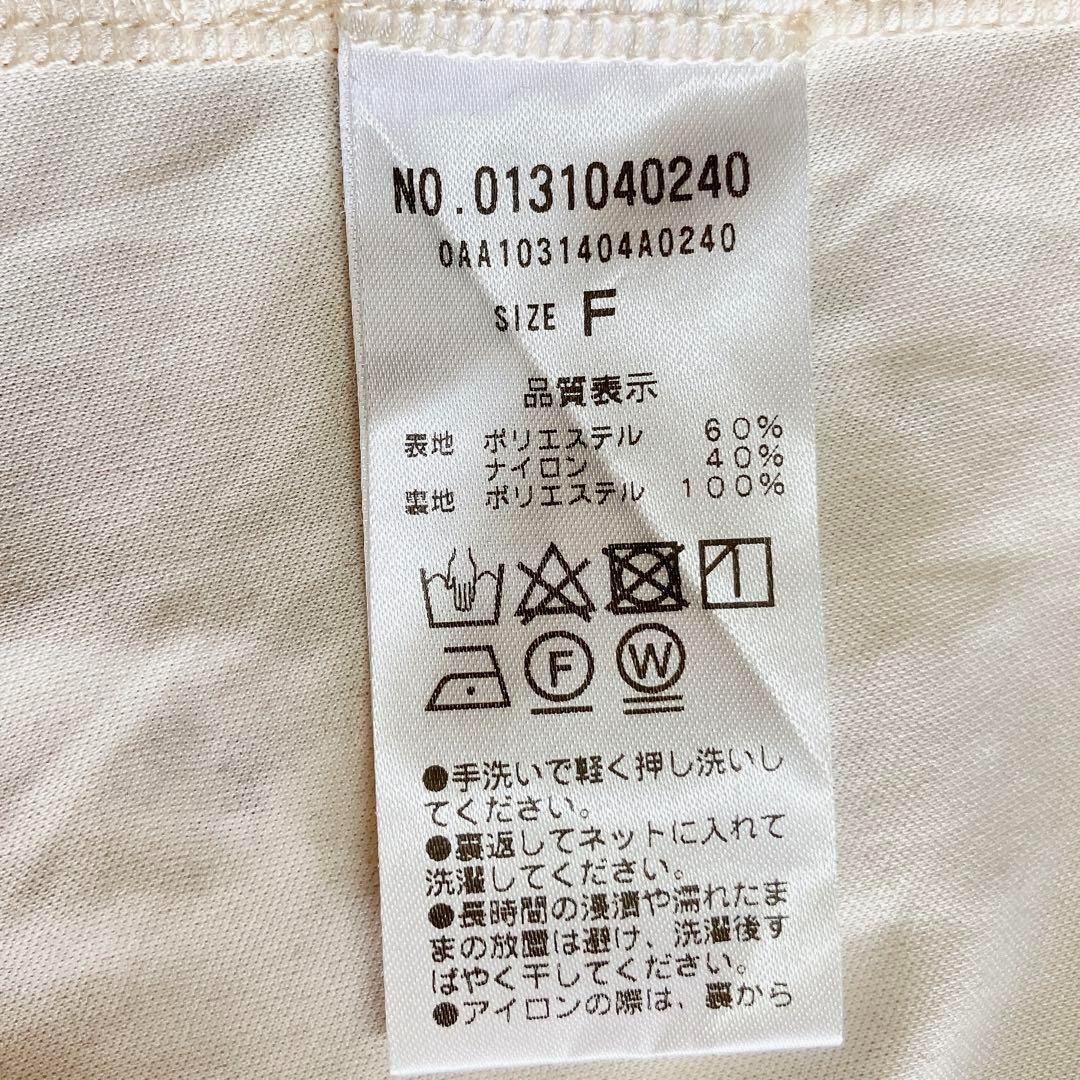 NO.0131040240
0AA1031404A0240
SIZE F
品質表示
表地 ポリエステル 60%
ナイロン 40%
裏地 ポリエステル 100%
F W
●手洗いで軽く押し洗いし
てください。
●裏返してネットに入れて
洗濯してください。
●長時間の浸漬や濡れたま
まの放置は避け、洗濯後す
ばやく干してください。
●アイロンの際は、裏から